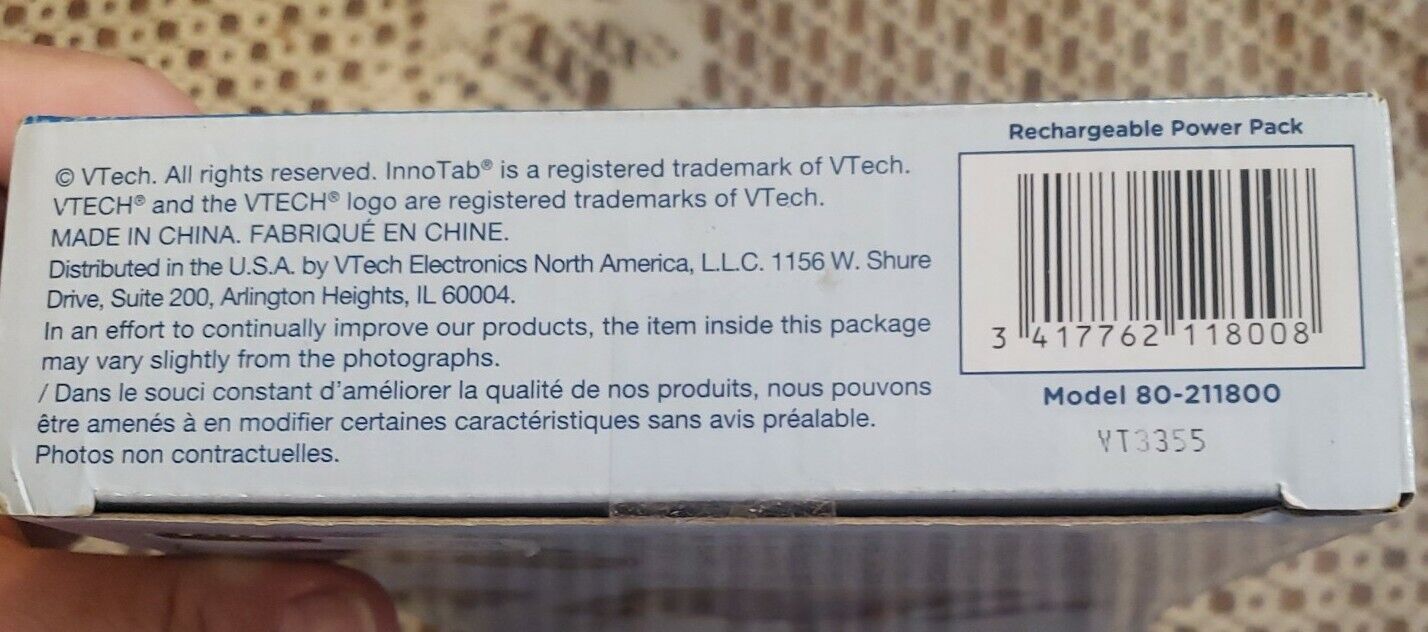 © VTech. All rights reserved. InnoTab® is a registered trademark of VTech.
VTECH® and the VTECH® logo are registered trademarks of VTech.
MADE IN CHINA. FABRIQUÉ EN CHINE.
Distributed in the U.S.A. by VTech Electronics North America, L.L.C. 1156 W. Shure
Drive, Suite 200, Arlington Heights, IL 60004.
In an effort to continually improve our products, the item inside this package
may vary slightly from the photographs.
/ Dans le souci constant d'améliorer la qualité de nos produits, nous pouvons
être amenés à en modifier certaines caractéristiques sans avis préalable.
Photos non contractuelles.
Rechargeable Power Pack
3 417762 118008
Model 80-211800
VT3355